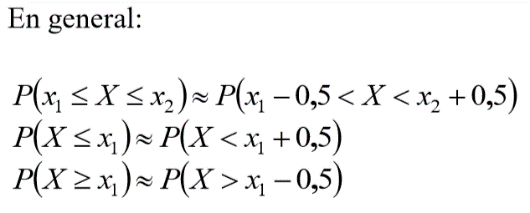 En general:
P(x₁ ≤ X ≤ x₂) ≈ P(x₁ − 0,5 < X < x₂ + 0,5)
P(X ≤ x₁) ≈ P(X < x₁ + 0,5)
P(X ≥ x₁) ≈ P(X > x₁ − 0,5)